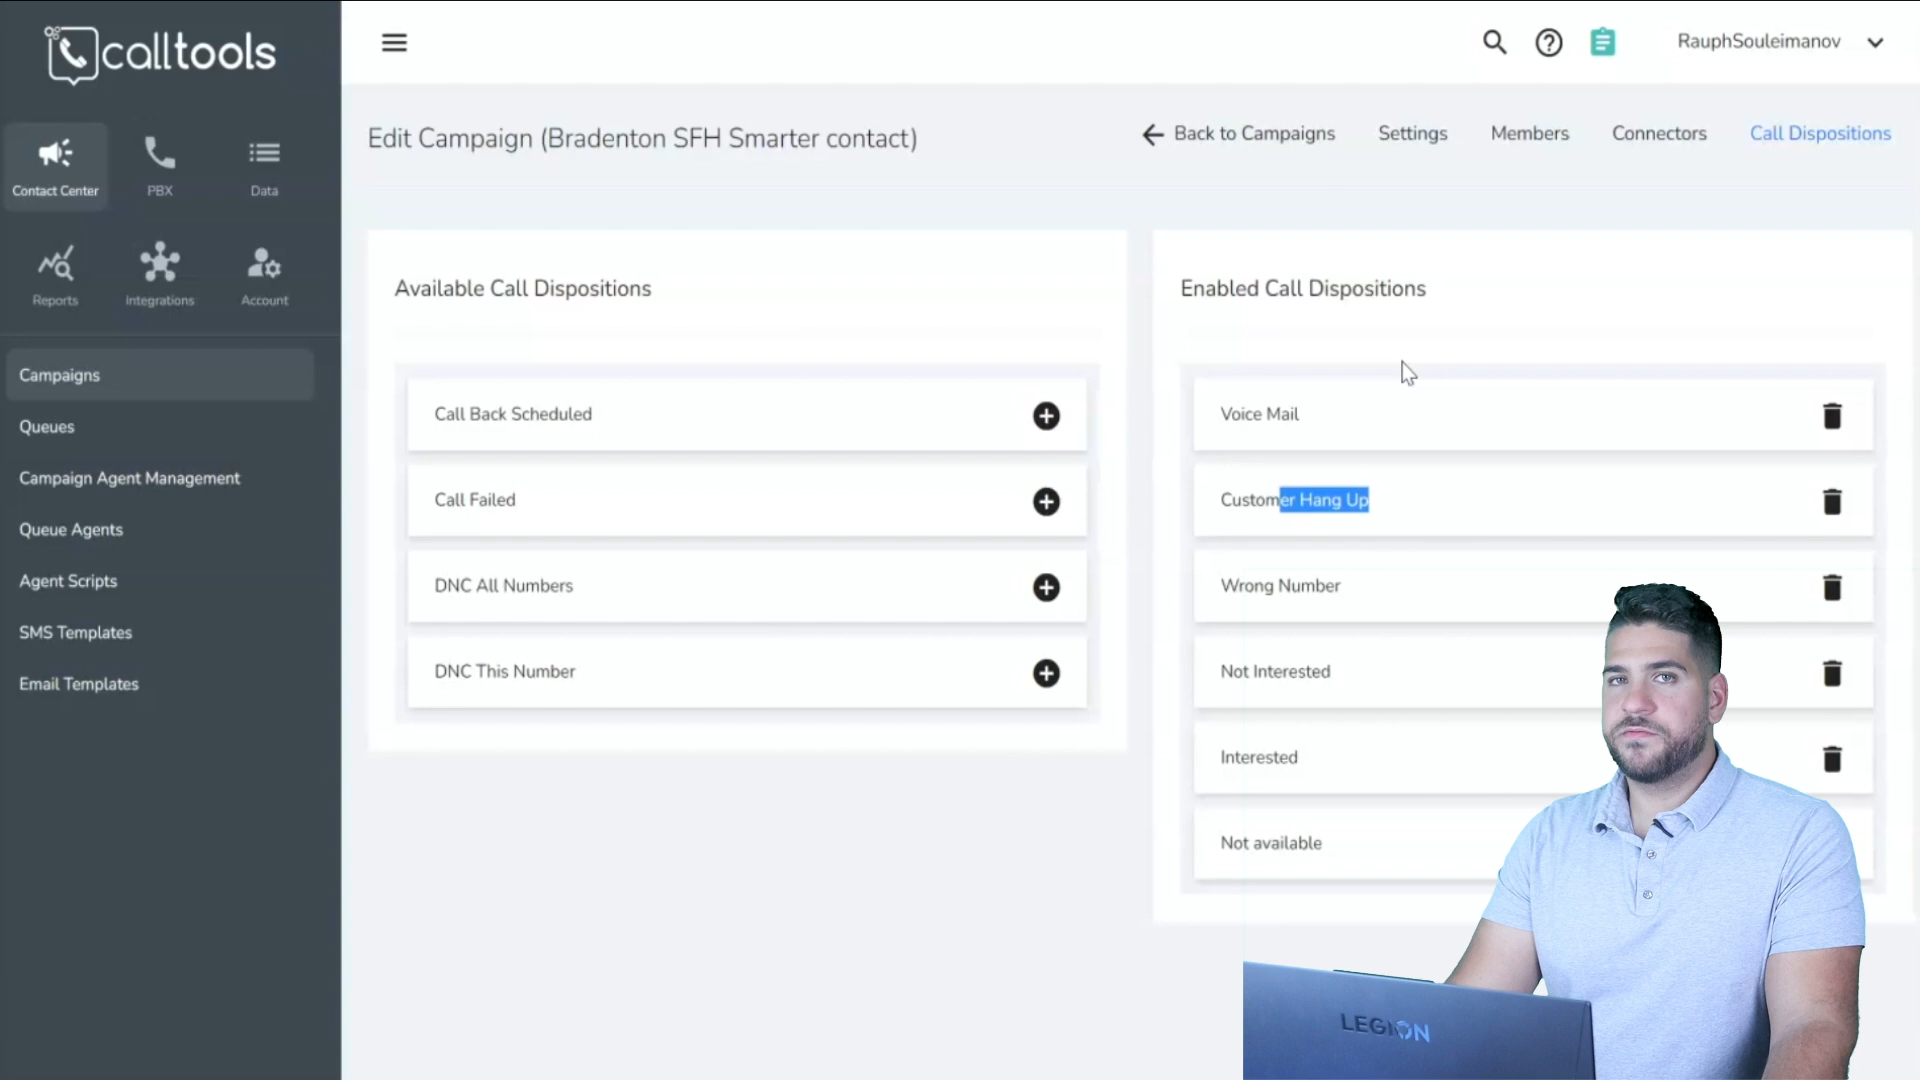 calltools
RauphSouleimanov
Contact Center
PBX
Data
Reports
Integrations
Account
Campaigns
Queues
Campaign Agent Management
Queue Agents
Agent Scripts
SMS Templates
Email Templates
Edit Campaign (Bradenton SFH Smarter contact)
Back to Campaigns
Settings
Members
Connectors
Call Dispositions
Available Call Dispositions
Call Back Scheduled
Call Failed
DNC All Numbers
DNC This Number
Enabled Call Dispositions
Voice Mail
Customer Hang Up
Wrong Number
Not Interested
Interested
Not available
LEGION